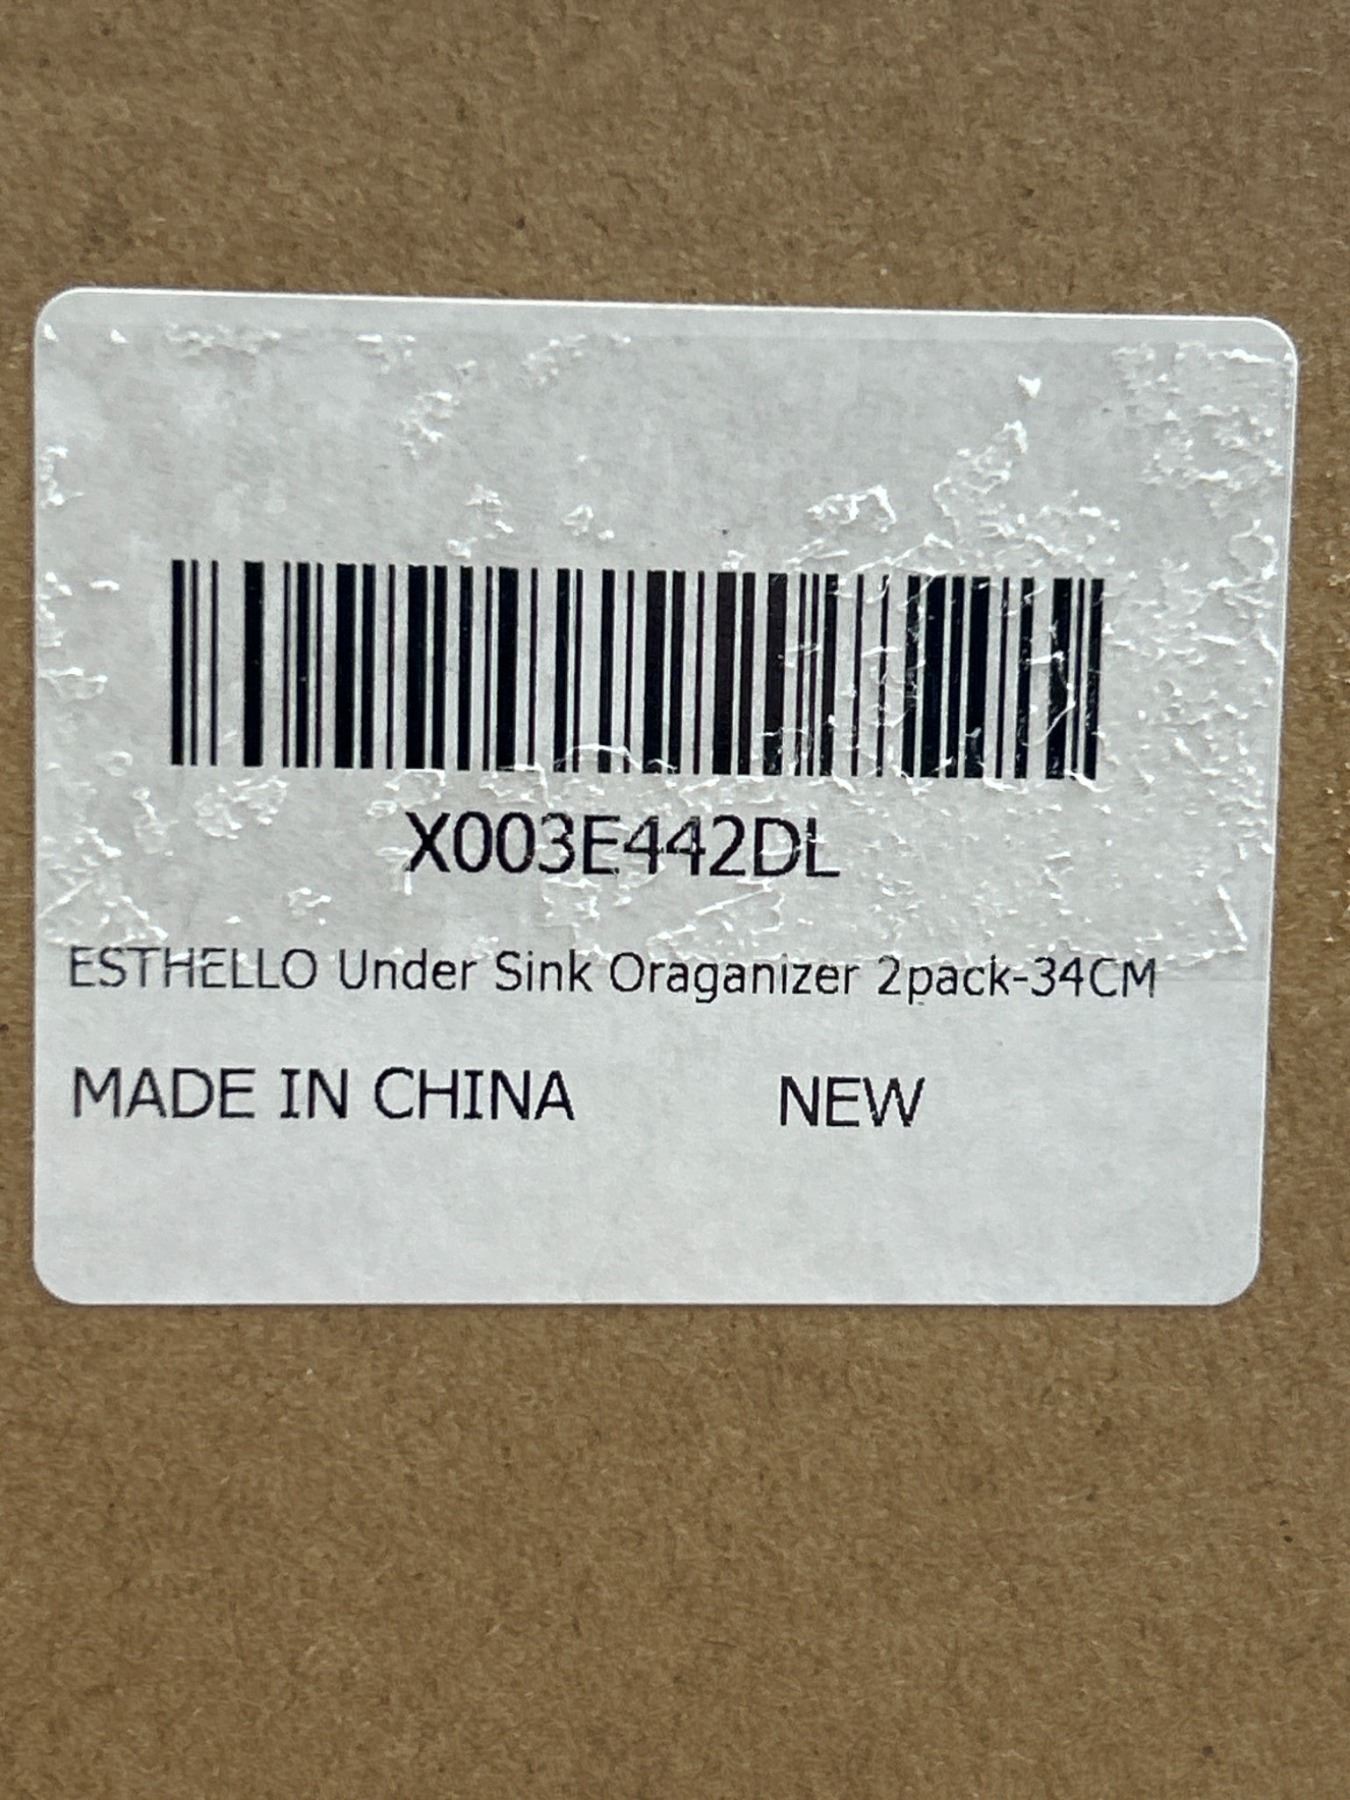 X003E442DL
ESTHELLO Under Sink Oraganizer 2pack-34CM
MADE IN CHINA NEW